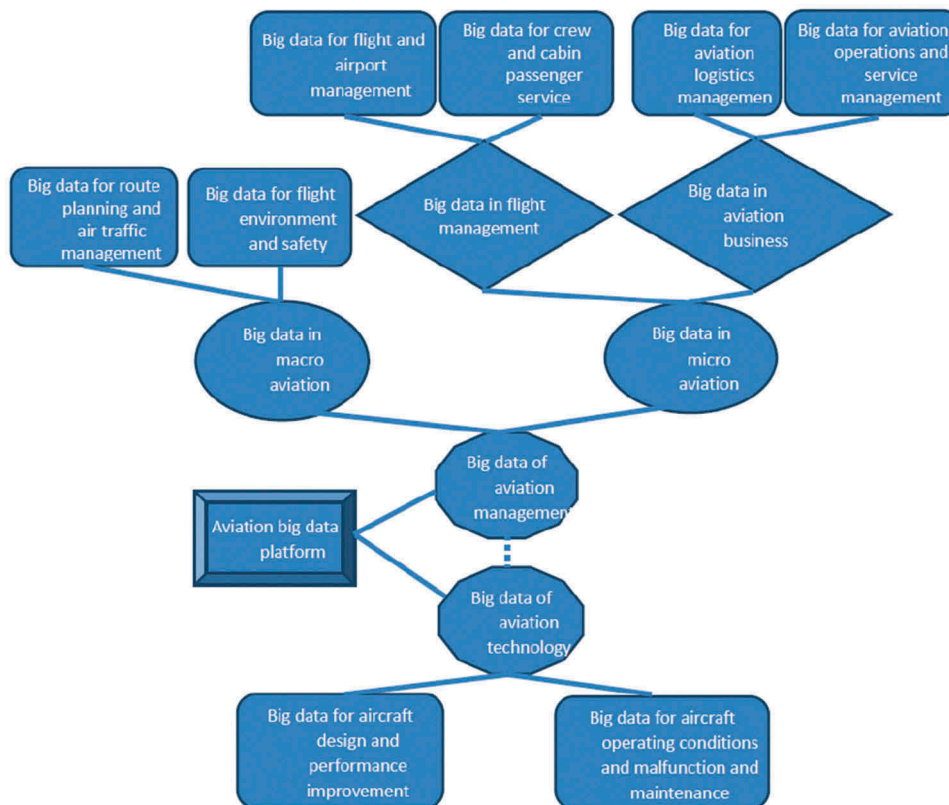 Big data for flight and
airport
management
Big data for crew
and cabin
passenger
service
Big data for
aviation
logistics
managemen
Big data for aviation
operations and
service
management
Big data for route
planning and
air traffic
management
Big data for flight
environment
and safety
Big data in flight
management
Big data in
aviation
business
Big data in
macro
aviation
Big data in
micro
aviation
Big data of
aviation
management
Aviation big data
platform
Big data of
aviation
technology
Big data for aircraft
design and
performance
improvement
Big data for aircraft
operating conditions
and malfunction and
maintenance